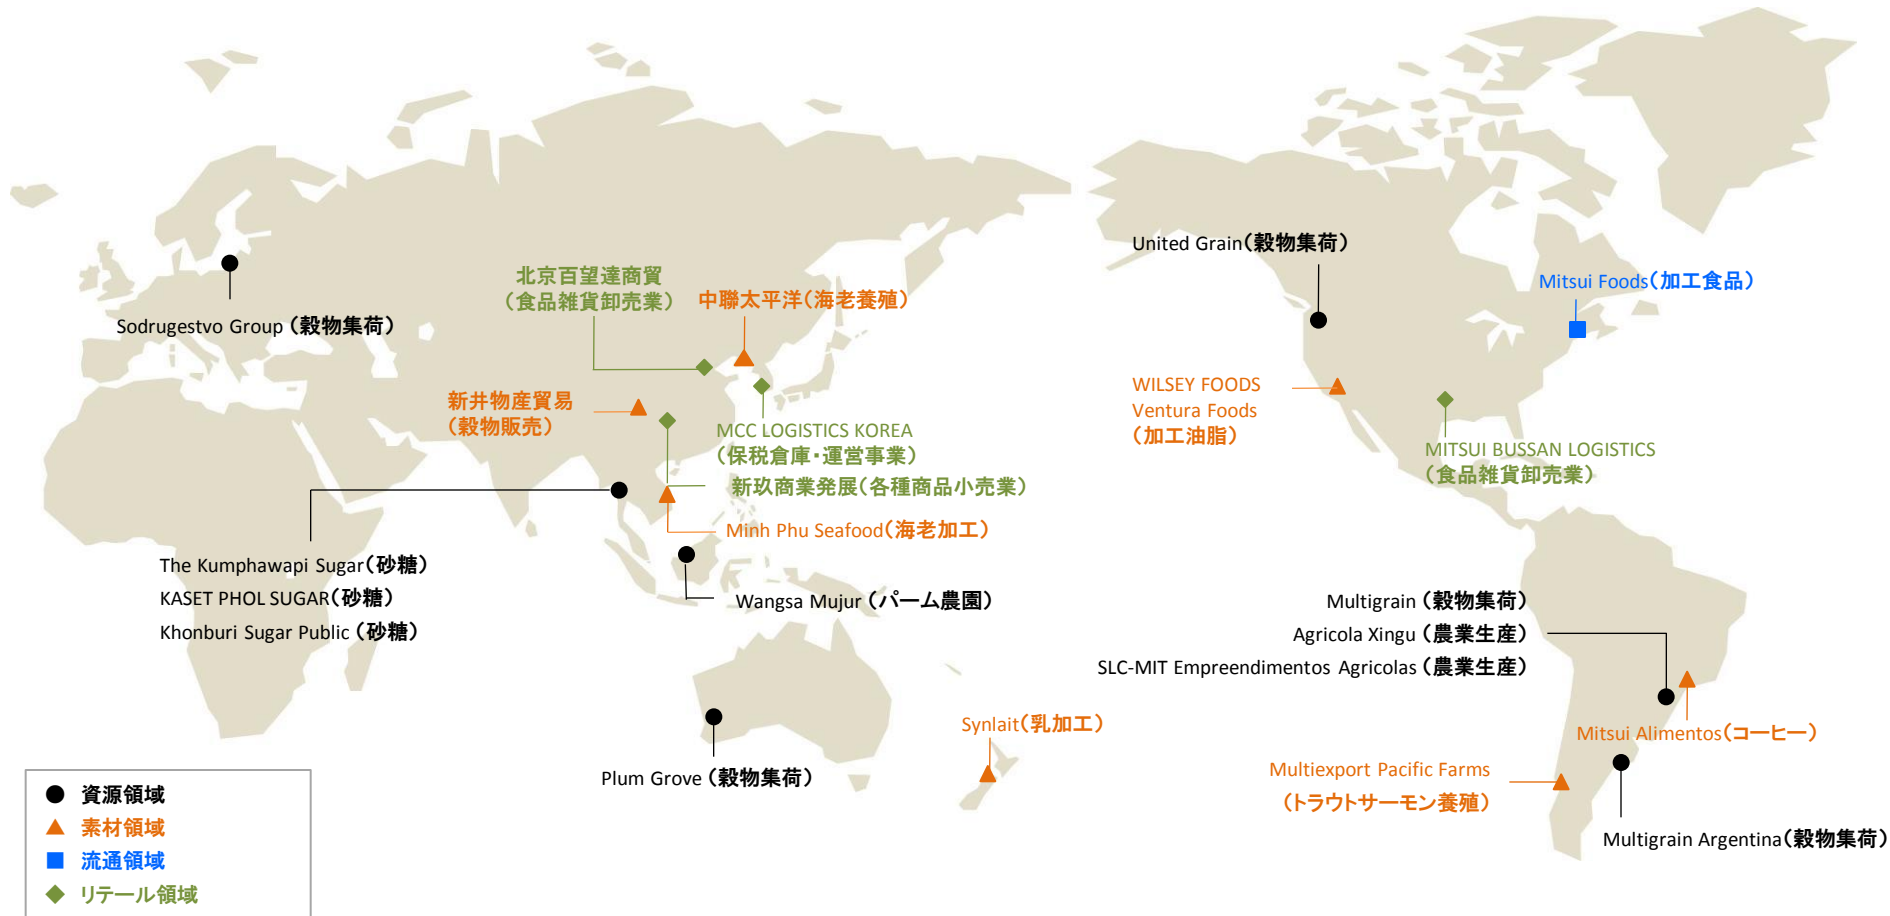 United Grain(穀物集荷)
北京百望達商貿
(食品雑貨卸売業)
中聯太平洋(海老養殖)
Mitsui Foods(加工食品)
Sodrugestvo Group (穀物集荷)
新井物産貿易
(穀物販売)
MCC LOGISTICS KOREA
(保税倉庫・運営事業)
新玖商業発展(各種商品小売業)
Minh Phu Seafood(海老加工)
WILSEY FOODS
Ventura Foods
(加工油脂)
MITSUI BUSSAN LOGISTICS
(食品雑貨卸売業)
The Kumphawapi Sugar(砂糖)
KASET PHOL SUGAR(砂糖)
Khonburi Sugar Public (砂糖)
Wangsa Mujur (パーム農園)
Multigrain (穀物集荷)
Agricola Xingu (農業生産)
SLC-MIT Empreendimentos Agricolas (農業生産)
Synlait(乳加工)
Mitsui Alimentos(コーヒー)
Plum Grove (穀物集荷)
Multiexport Pacific Farms
(トラウトサーモン養殖)
Multigrain Argentina(穀物集荷)
資源領域
素材領域
流通領域
リテール領域